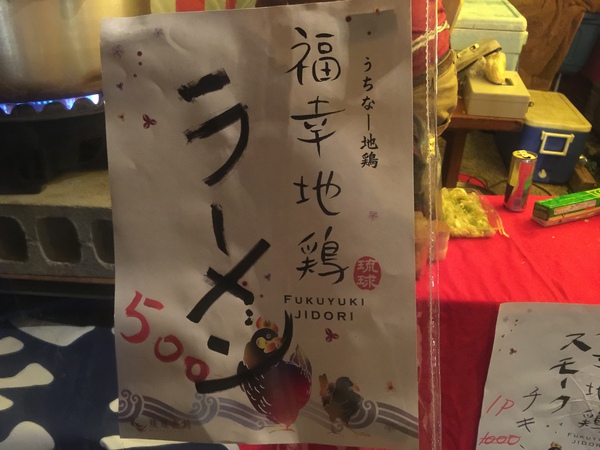 うちなー地鶏
福幸地鶏
琉球
FUKUYUKI
JIDORI
ラーメン
500
地鶏
スモーク
チキ
1P
1000